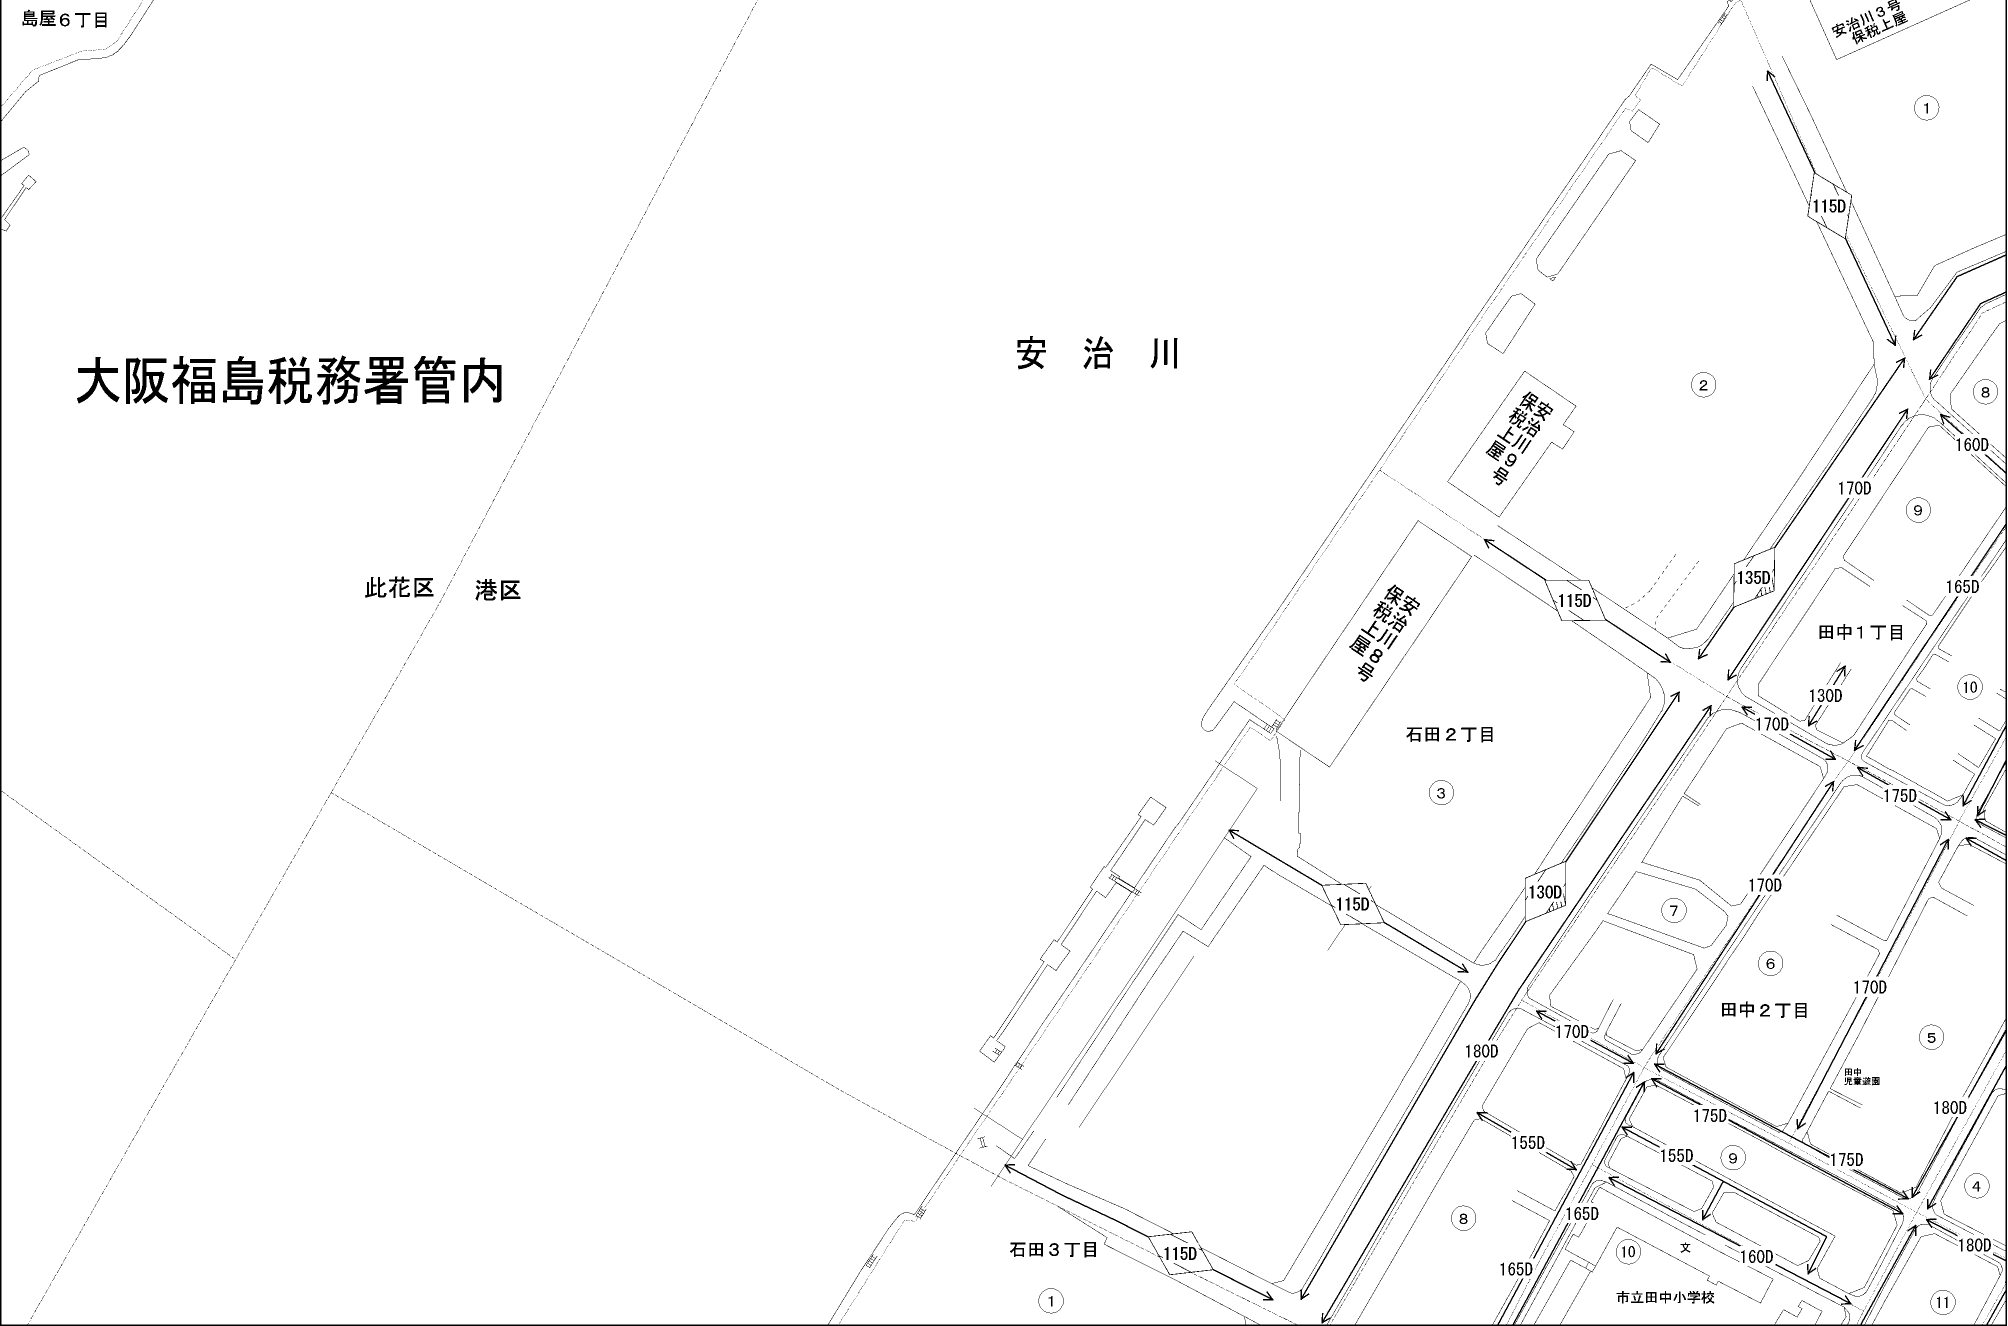 島屋６丁目
安治川３号
保税上屋
①
115D
大阪福島税務署管内
安治川
②
⑧
160D
安治川９号
保税上屋
170D
⑨
135D
115D
165D
此花区
港区
安治川８号
保税上屋
田中１丁目
130D
⑩
170D
石田２丁目
③
175D
115D
130D
170D
⑦
⑥
170D
田中２丁目
170D
180D
⑤
田中
児童遊園
175D
180D
155D
155D
⑨
175D
④
⑧
165D
石田３丁目
115D
⑩
文
160D
180D
165D
①
市立田中小学校
⑪